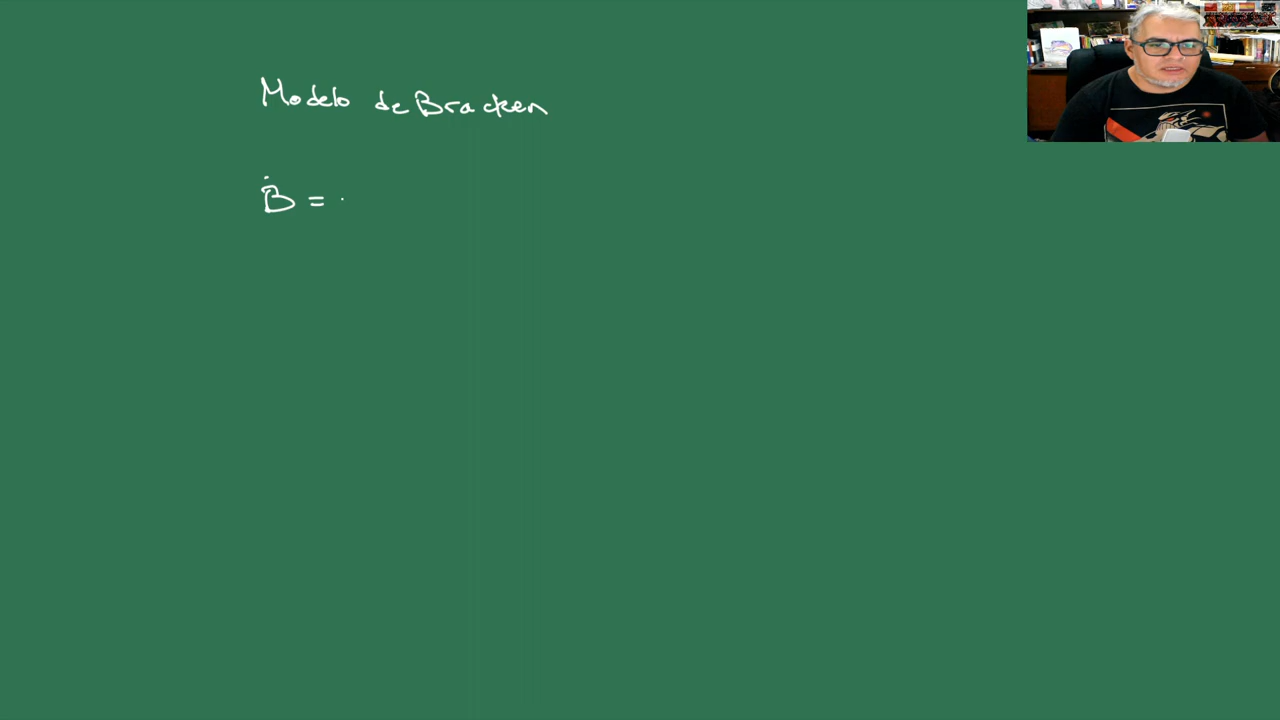 Modelo de Bracken
Ḃ =